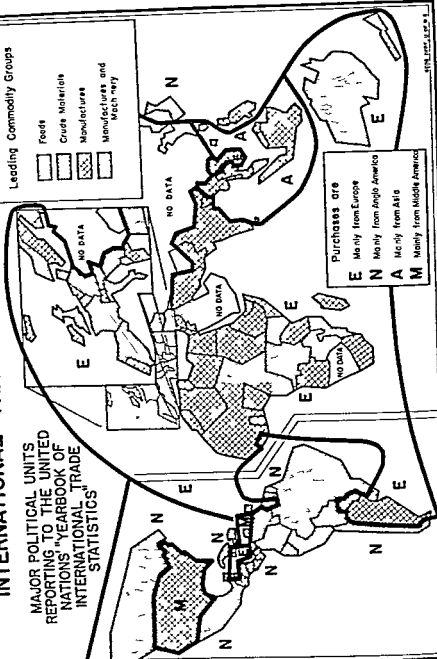 INTERNATIONAL
MAJOR POLITICAL UNITS
REPORTING TO THE UNITED
NATIONS' "YEARBOOK OF
INTERNATIONAL TRADE
STATISTICS"
Leading Commodity Groups
Foods
Crude Materials
Manufactures
Manufactures and
Machinery
NO DATA
NO DATA
NO DATA
NO DATA
N
N
N
N
N
N
N
M
E
E
E
E
E
E
E
A
A
Purchases are
E Mainly from Europe
N Mainly from Anglo America
A Mainly from Asia
M Mainly from Middle America